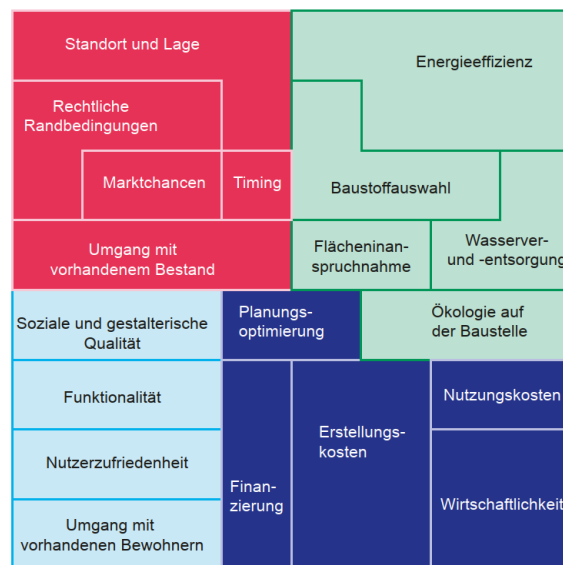 Standort und Lage
Energieeffizienz
Rechtliche
Randbedingungen
Marktchancen
Timing
Baustoffauswahl
Umgang mit
vorhandenem Bestand
Flächeninan-
spruchnahme
Wasserver-
und -entsorgung
Soziale und gestalterische
Qualität
Planungs-
optimierung
Ökologie auf
der Baustelle
Funktionalität
Nutzerzufriedenheit
Umgang mit
vorhandenen Bewohnern
Finan-
zierung
Erstellungs-
kosten
Nutzungskosten
Wirtschaftlichkeit